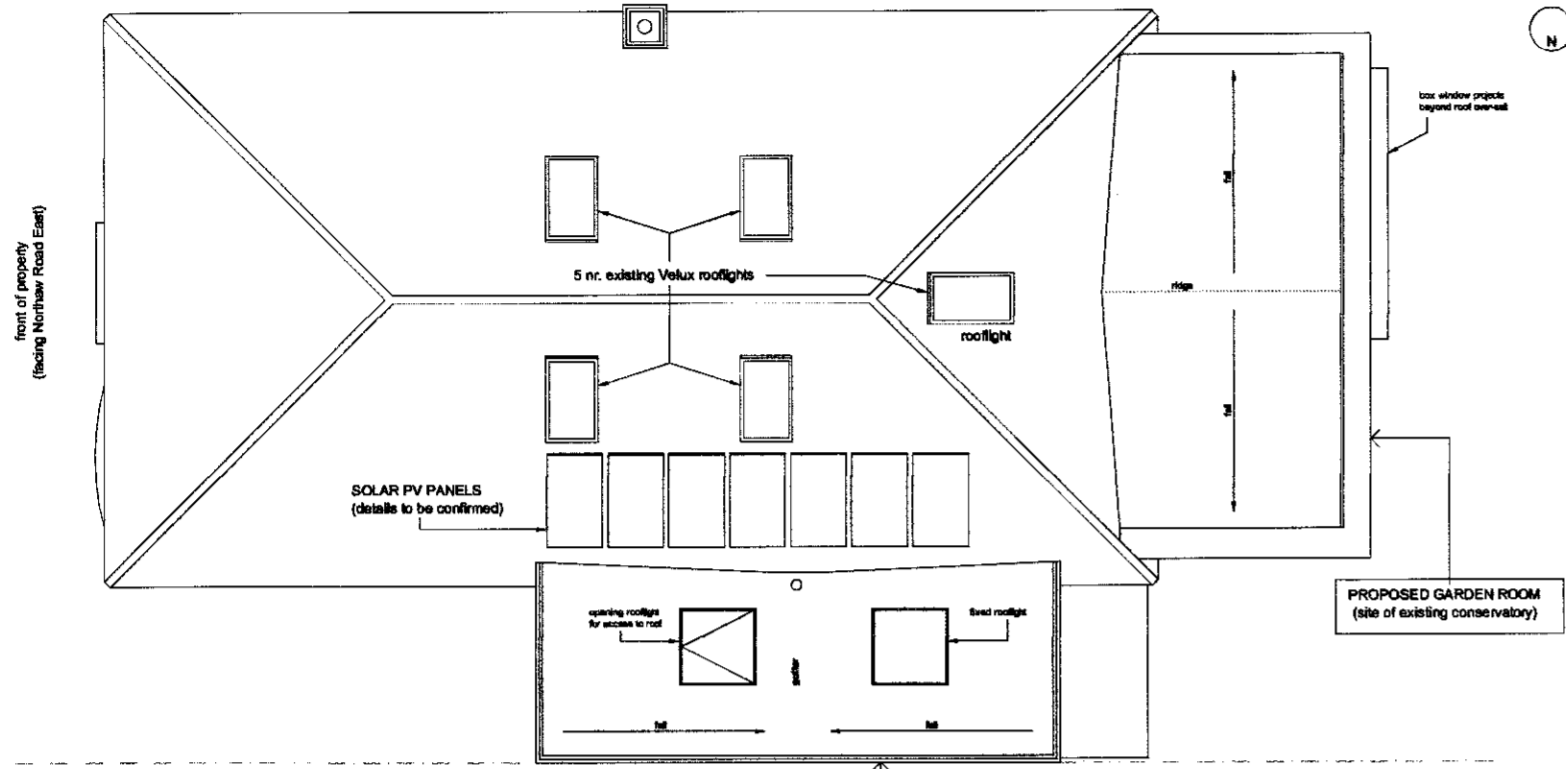 N
box window projects
beyond roof over-sail
front of property
(facing Northaw Road East)
fall
5 nr. existing Velux rooflights
ridge
rooflight
fall
SOLAR PV PANELS
(details to be confirmed)
opening rooflight
for access to roof
fixed rooflight
gutter
fall
fall
PROPOSED GARDEN ROOM
(site of existing conservatory)